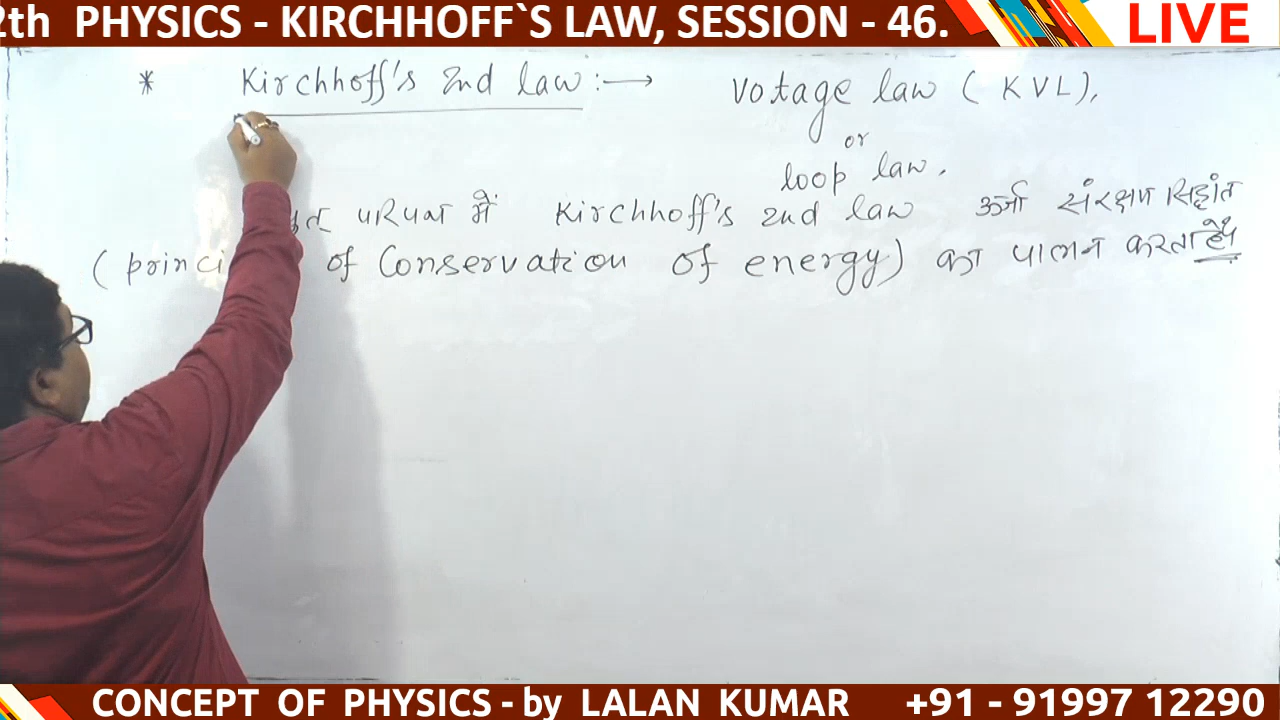 2th PHYSICS - KIRCHHOFF`S LAW, SESSION - 46.
LIVE
* Kirchhoff's 2nd law :→ Votage law ( KVL),
or
loop law.
परिपथ में Kirchhoff's 2nd law ऊर्जा संरक्षण सिद्धांत
( princi of Conservation of energy) का पालन करता है।
CONCEPT OF PHYSICS - by LALAN KUMAR +91 - 91997 12290